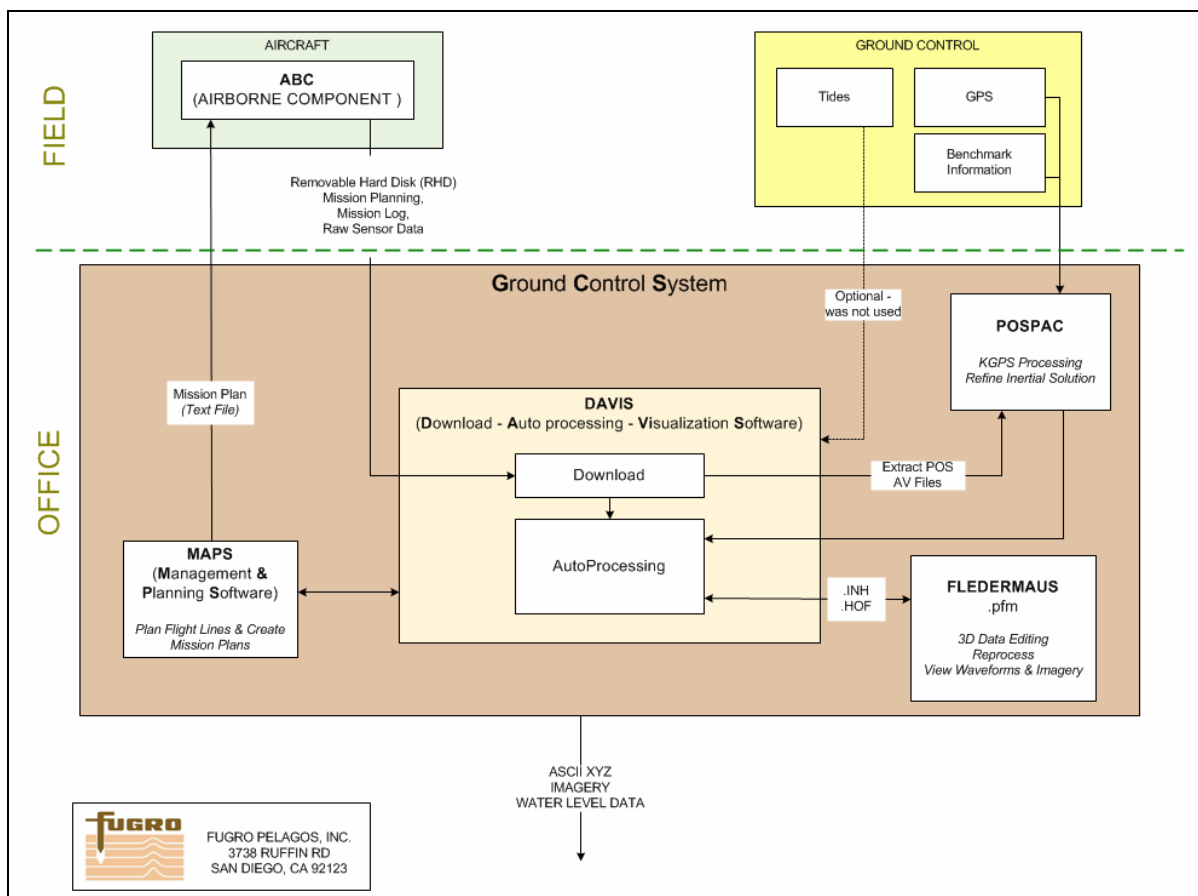 AIRCRAFT
ABC
(AIRBORNE COMPONENT )
GROUND CONTROL
Tides
GPS
Benchmark
Information
FIELD
Removable Hard Disk (RHD)
Mission Planning,
Mission Log,
Raw Sensor Data
Ground Control System
Optional -
was not used
POSPAC
KGPS Processing
Refine Inertial Solution
Mission Plan
(Text File)
DAVIS
(Download - Auto processing - Visualization Software)
Download
Extract POS
AV Files
OFFICE
AutoProcessing
MAPS
(Management &
Planning Software)
Plan Flight Lines & Create
Mission Plans
.INH
.HOF
FLEDERMAUS
.pfm
3D Data Editing
Reprocess
View Waveforms & Imagery
ASCII XYZ
IMAGERY
WATER LEVEL DATA
FUGRO
FUGRO PELAGOS, INC.
3738 RUFFIN RD
SAN DIEGO, CA 92123